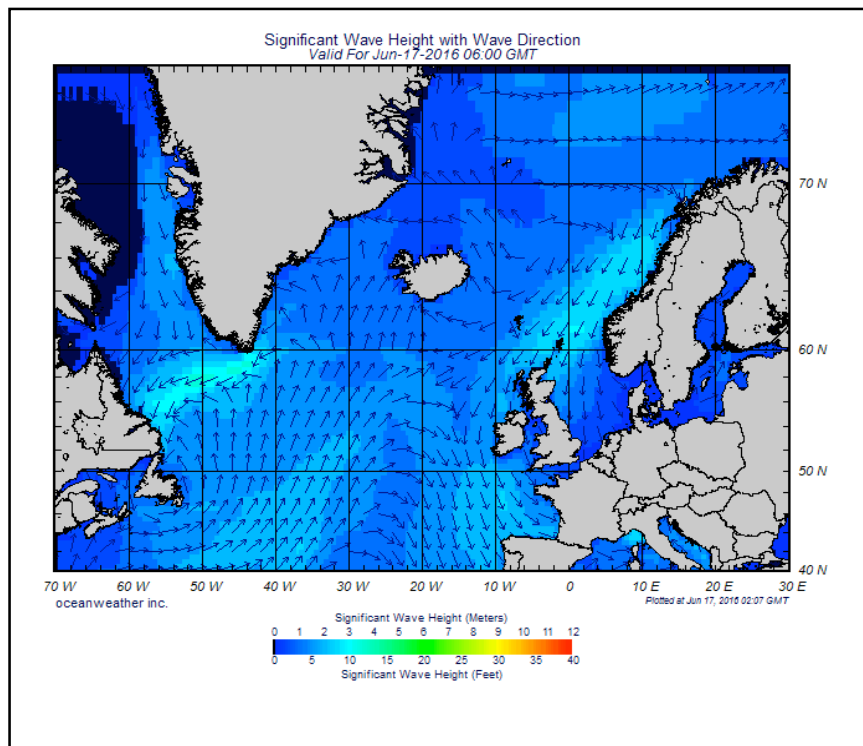 Significant Wave Height with Wave Direction
Valid For Jun-17-2016 06:00 GMT
70 N
60 N
50 N
40 N
70 W 60 W 50 W 40 W 30 W 20 W 10 W 0 10 E 20 E 30 E
oceanweather inc.
Plotted at Jun 17, 2016 02:07 GMT
Significant Wave Height (Meters)
0 1 2 3 4 5 6 7 8 9 10 11 12
0 5 10 15 20 25 30 35 40
Significant Wave Height (Feet)